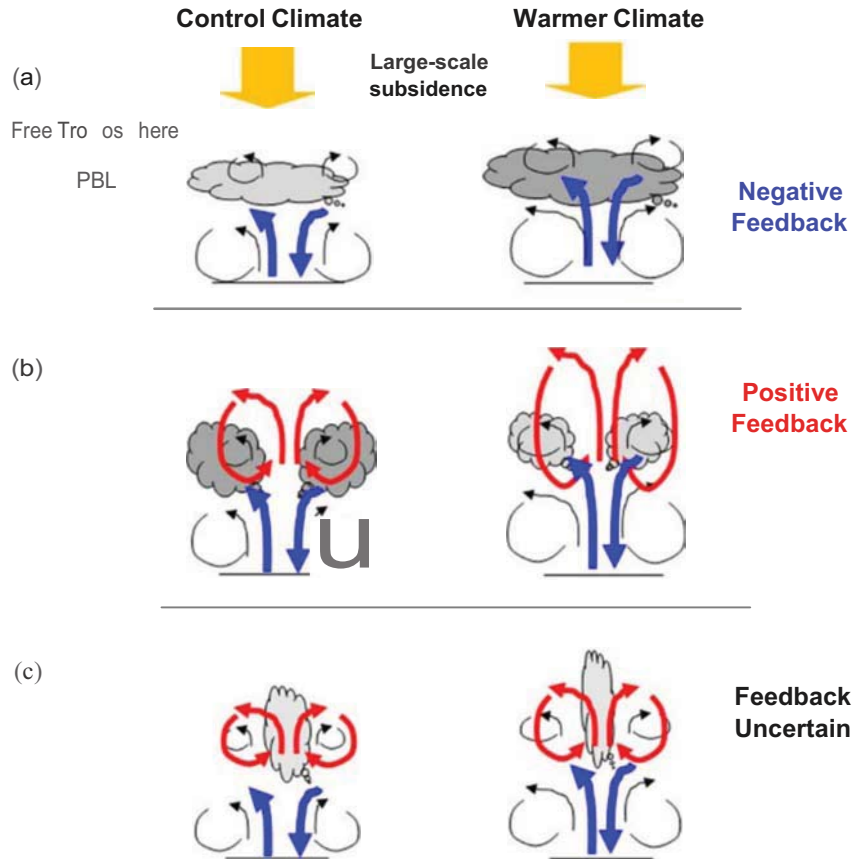 Control Climate
Warmer Climate
Large-scale
subsidence
(a)
Free Tro os here
PBL
Negative
Feedback
(b)
Positive
Feedback
u
(c)
Feedback
Uncertain